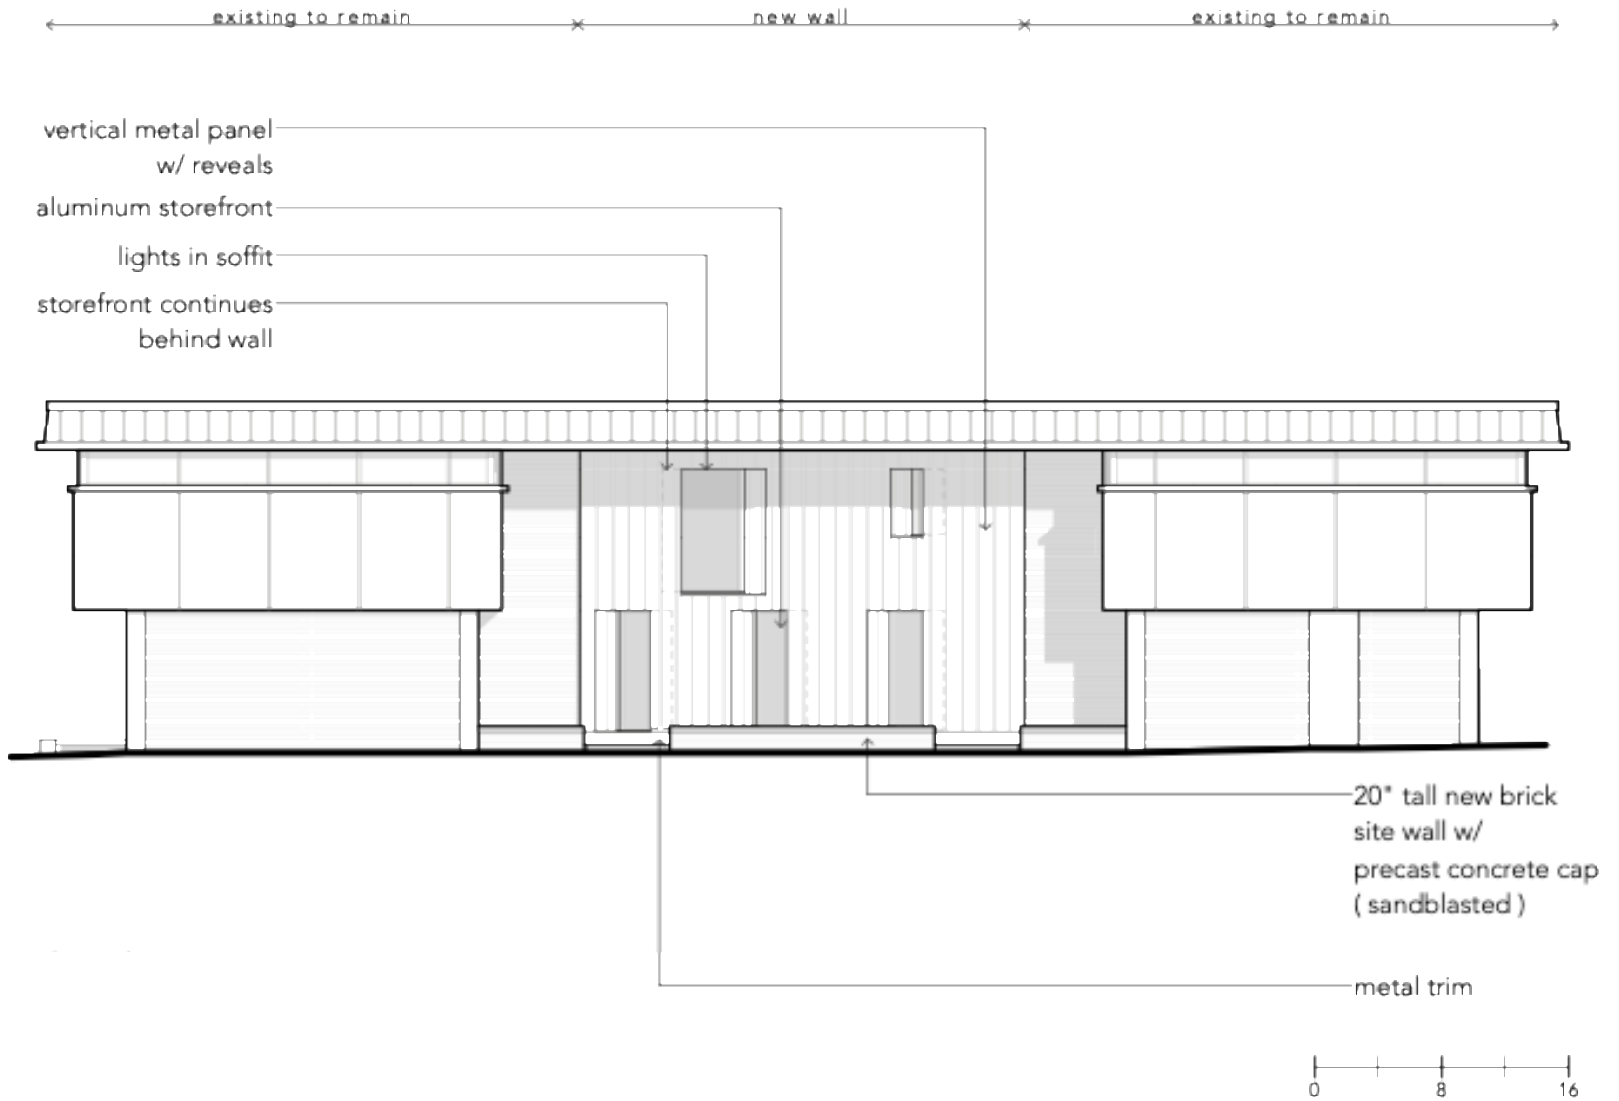 existing to remain
new wall
existing to remain
vertical metal panel
w/ reveals
aluminum storefront
lights in soffit
storefront continues
behind wall
20" tall new brick
site wall w/
precast concrete cap
( sandblasted )
metal trim
0 8 16